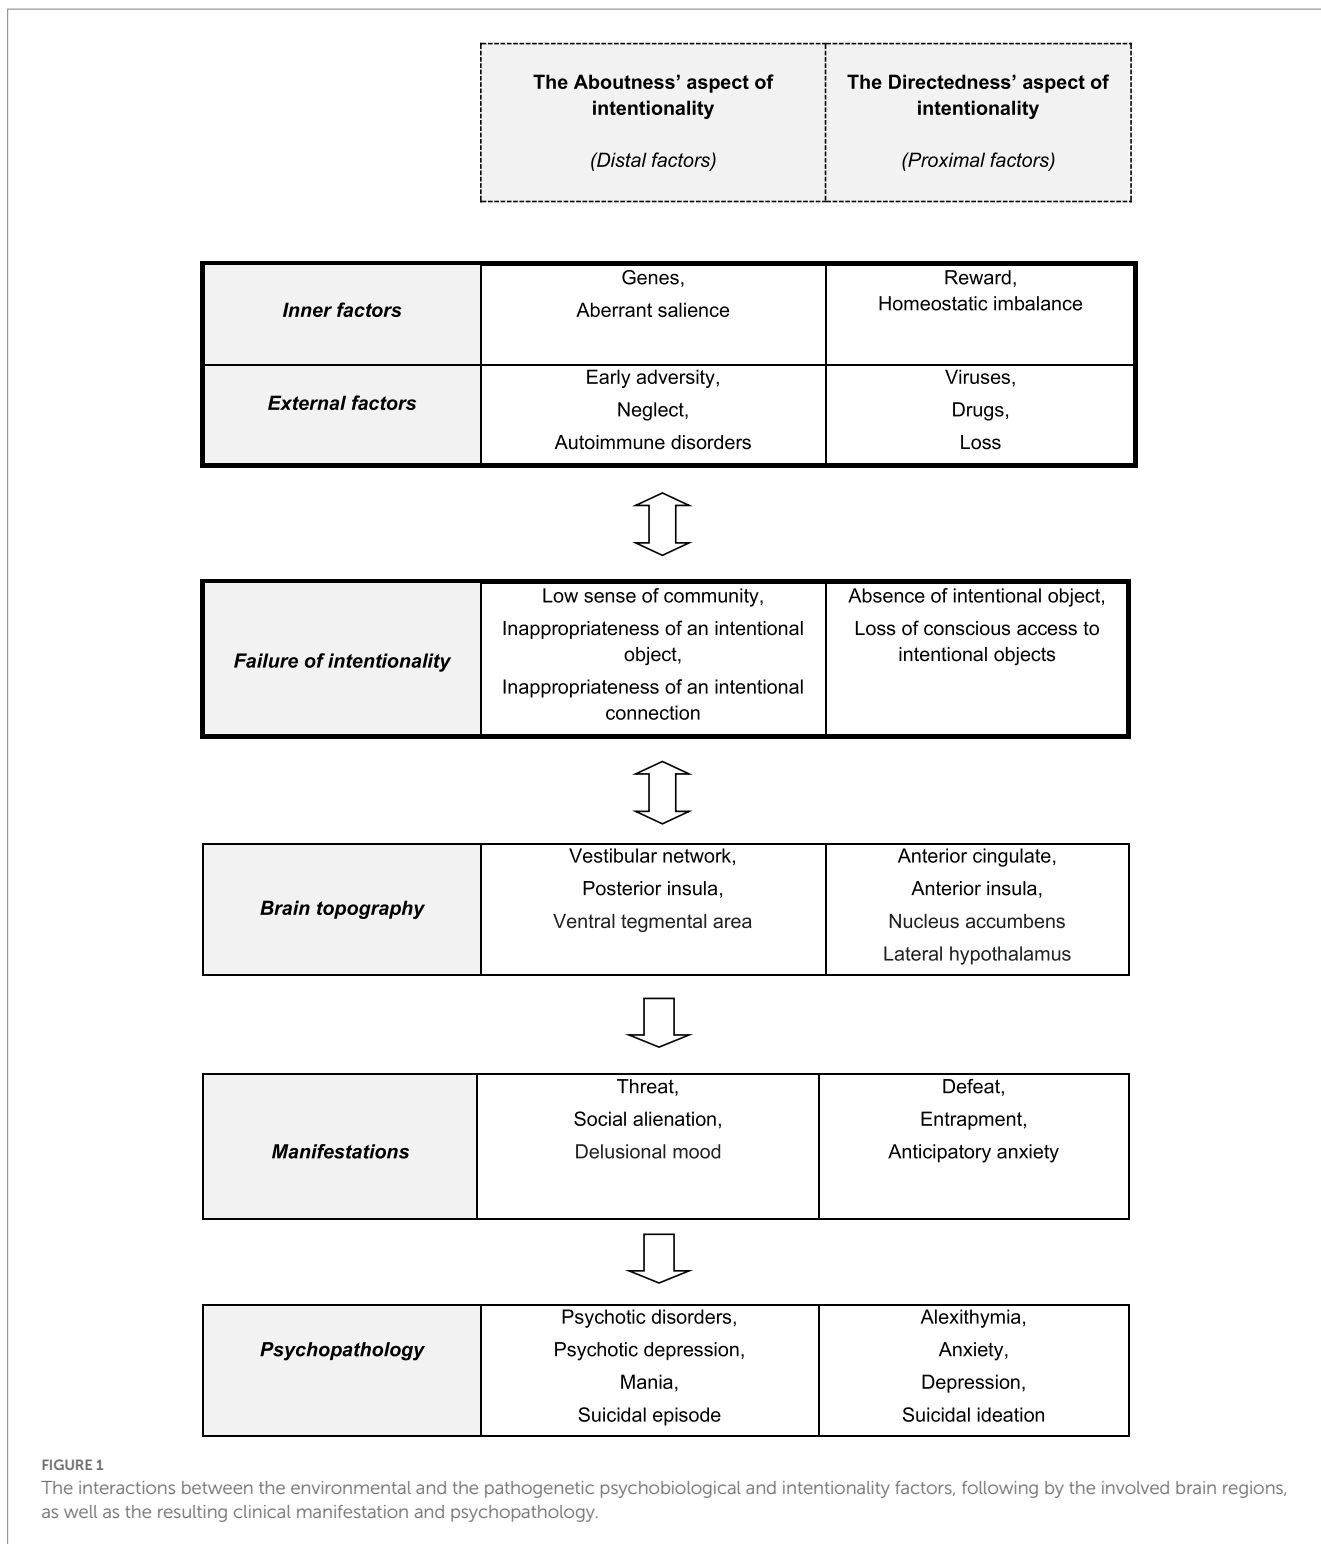 The Aboutness’ aspect of
intentionality
(Distal factors)
The Directedness’ aspect of
intentionality
(Proximal factors)
Inner factors
Genes,
Aberrant salience
Reward,
Homeostatic imbalance
External factors
Early adversity,
Neglect,
Autoimmune disorders
Viruses,
Drugs,
Loss
Failure of intentionality
Low sense of community,
Inappropriateness of an intentional
object,
Inappropriateness of an intentional
connection
Absence of intentional object,
Loss of conscious access to
intentional objects
Brain topography
Vestibular network,
Posterior insula,
Ventral tegmental area
Anterior cingulate,
Anterior insula,
Nucleus accumbens
Lateral hypothalamus
Manifestations
Threat,
Social alienation,
Delusional mood
Defeat,
Entrapment,
Anticipatory anxiety
Psychopathology
Psychotic disorders,
Psychotic depression,
Mania,
Suicidal episode
Alexithymia,
Anxiety,
Depression,
Suicidal ideation
FIGURE 1
The interactions between the environmental and the pathogenetic psychobiological and intentionality factors, following by the involved brain regions,
as well as the resulting clinical manifestation and psychopathology.